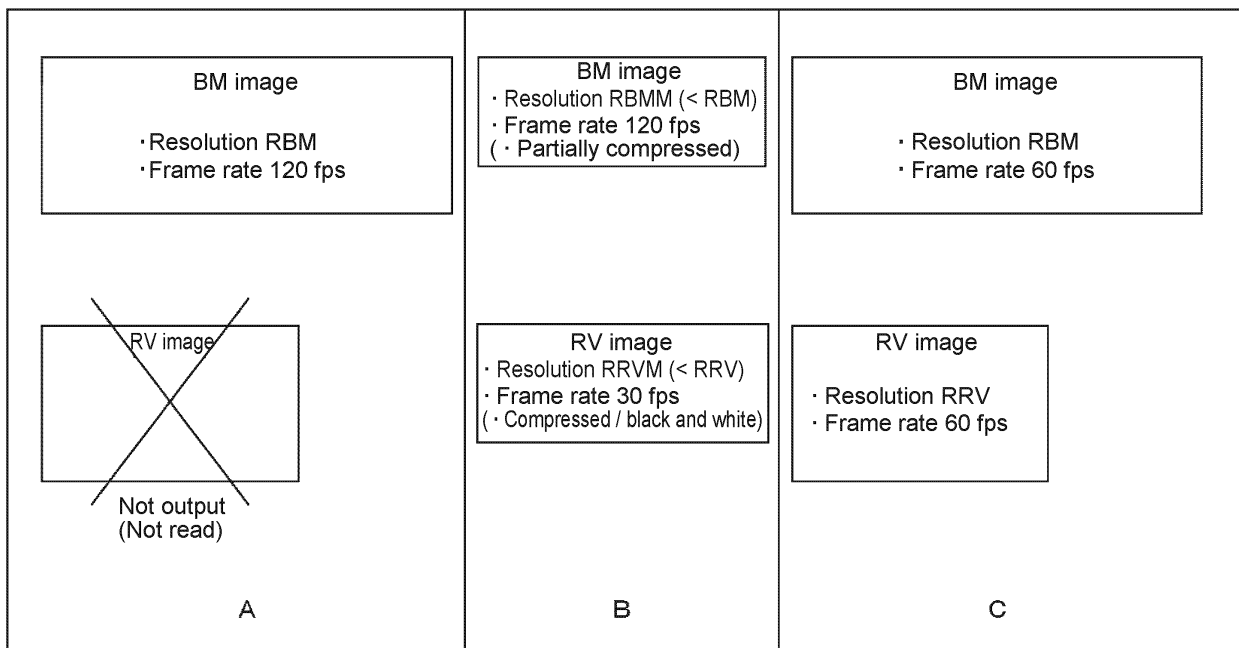 BM image
・Resolution RBM
・Frame rate 120 fps
RV image
Not output
(Not read)
A
BM image
・Resolution RBMM (< RBM)
・Frame rate 120 fps
(・Partially compressed)
RV image
・Resolution RRVM (< RRV)
・Frame rate 30 fps
(・Compressed / black and white)
B
BM image
・Resolution RBM
・Frame rate 60 fps
RV image
・Resolution RRV
・Frame rate 60 fps
C